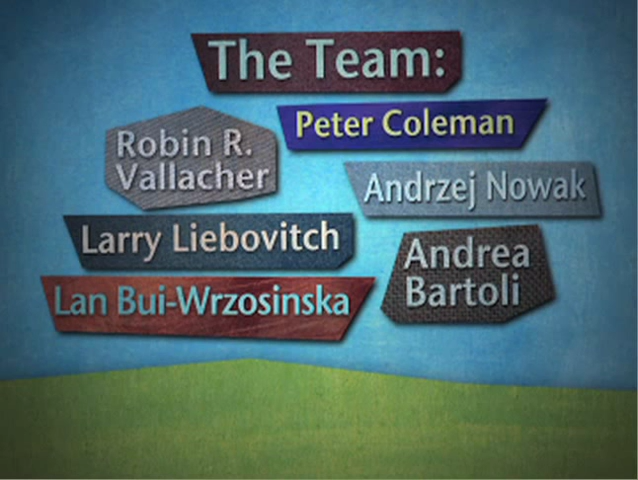 The Team:
Peter Coleman
Robin R.
Vallacher
Andrzej Nowak
Larry Liebovitch
Andrea
Bartoli
Lan Bui-Wrzosinska